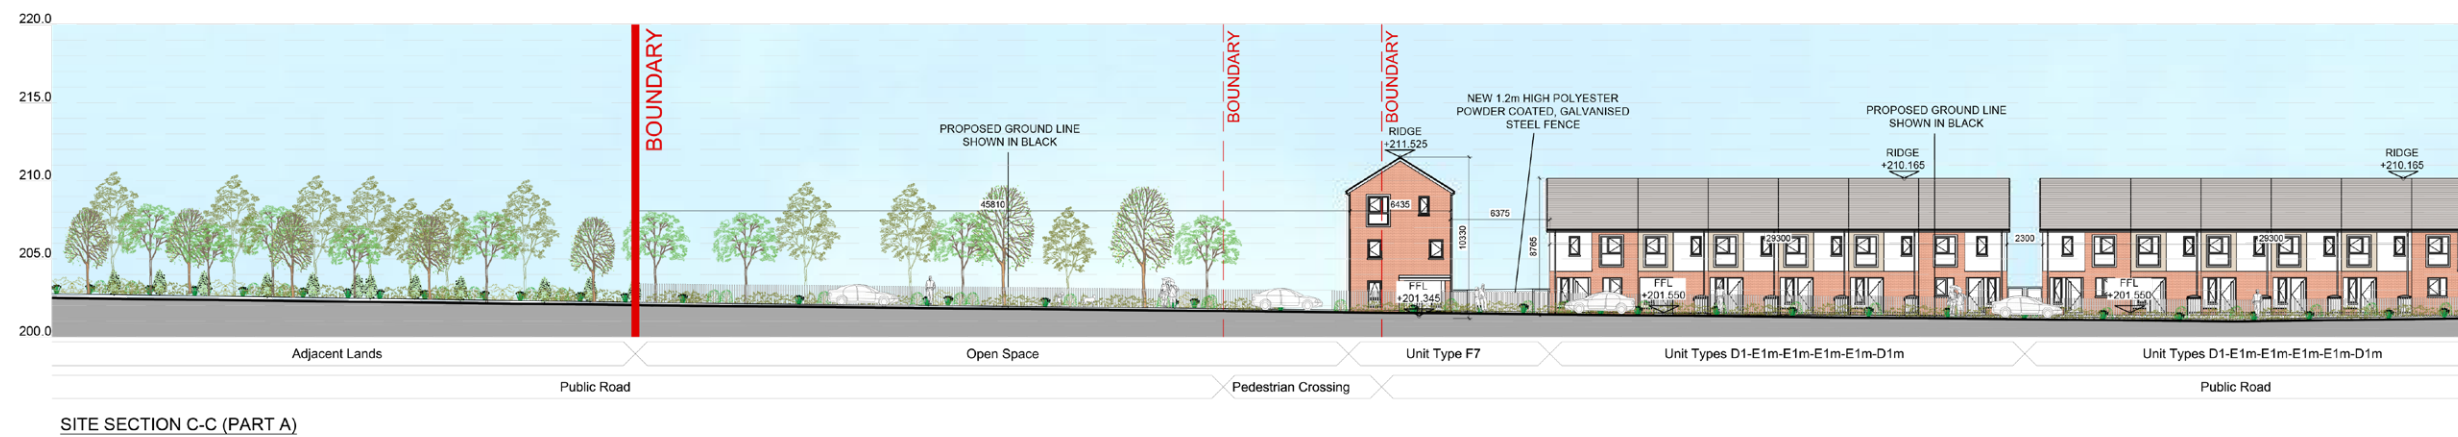 220.0
215.0
210.0
205.0
200.0
BOUNDARY
PROPOSED GROUND LINE
SHOWN IN BLACK
45810
BOUNDARY
BOUNDARY
RIDGE
+211.525
6435
10330
FFL
+201.345
6375
NEW 1.2m HIGH POLYESTER
POWDER COATED, GALVANISED
STEEL FENCE
8765
29300
FFL
+201.550
RIDGE
+210.165
PROPOSED GROUND LINE
SHOWN IN BLACK
2300
29300
FFL
+201.550
RIDGE
+210.165
Adjacent Lands
Open Space
Unit Type F7
Unit Types D1-E1m-E1m-E1m-E1m-D1m
Unit Types D1-E1m-E1m-E1m-E1m-D1m
Public Road
Pedestrian Crossing
Public Road
SITE SECTION C-C (PART A)